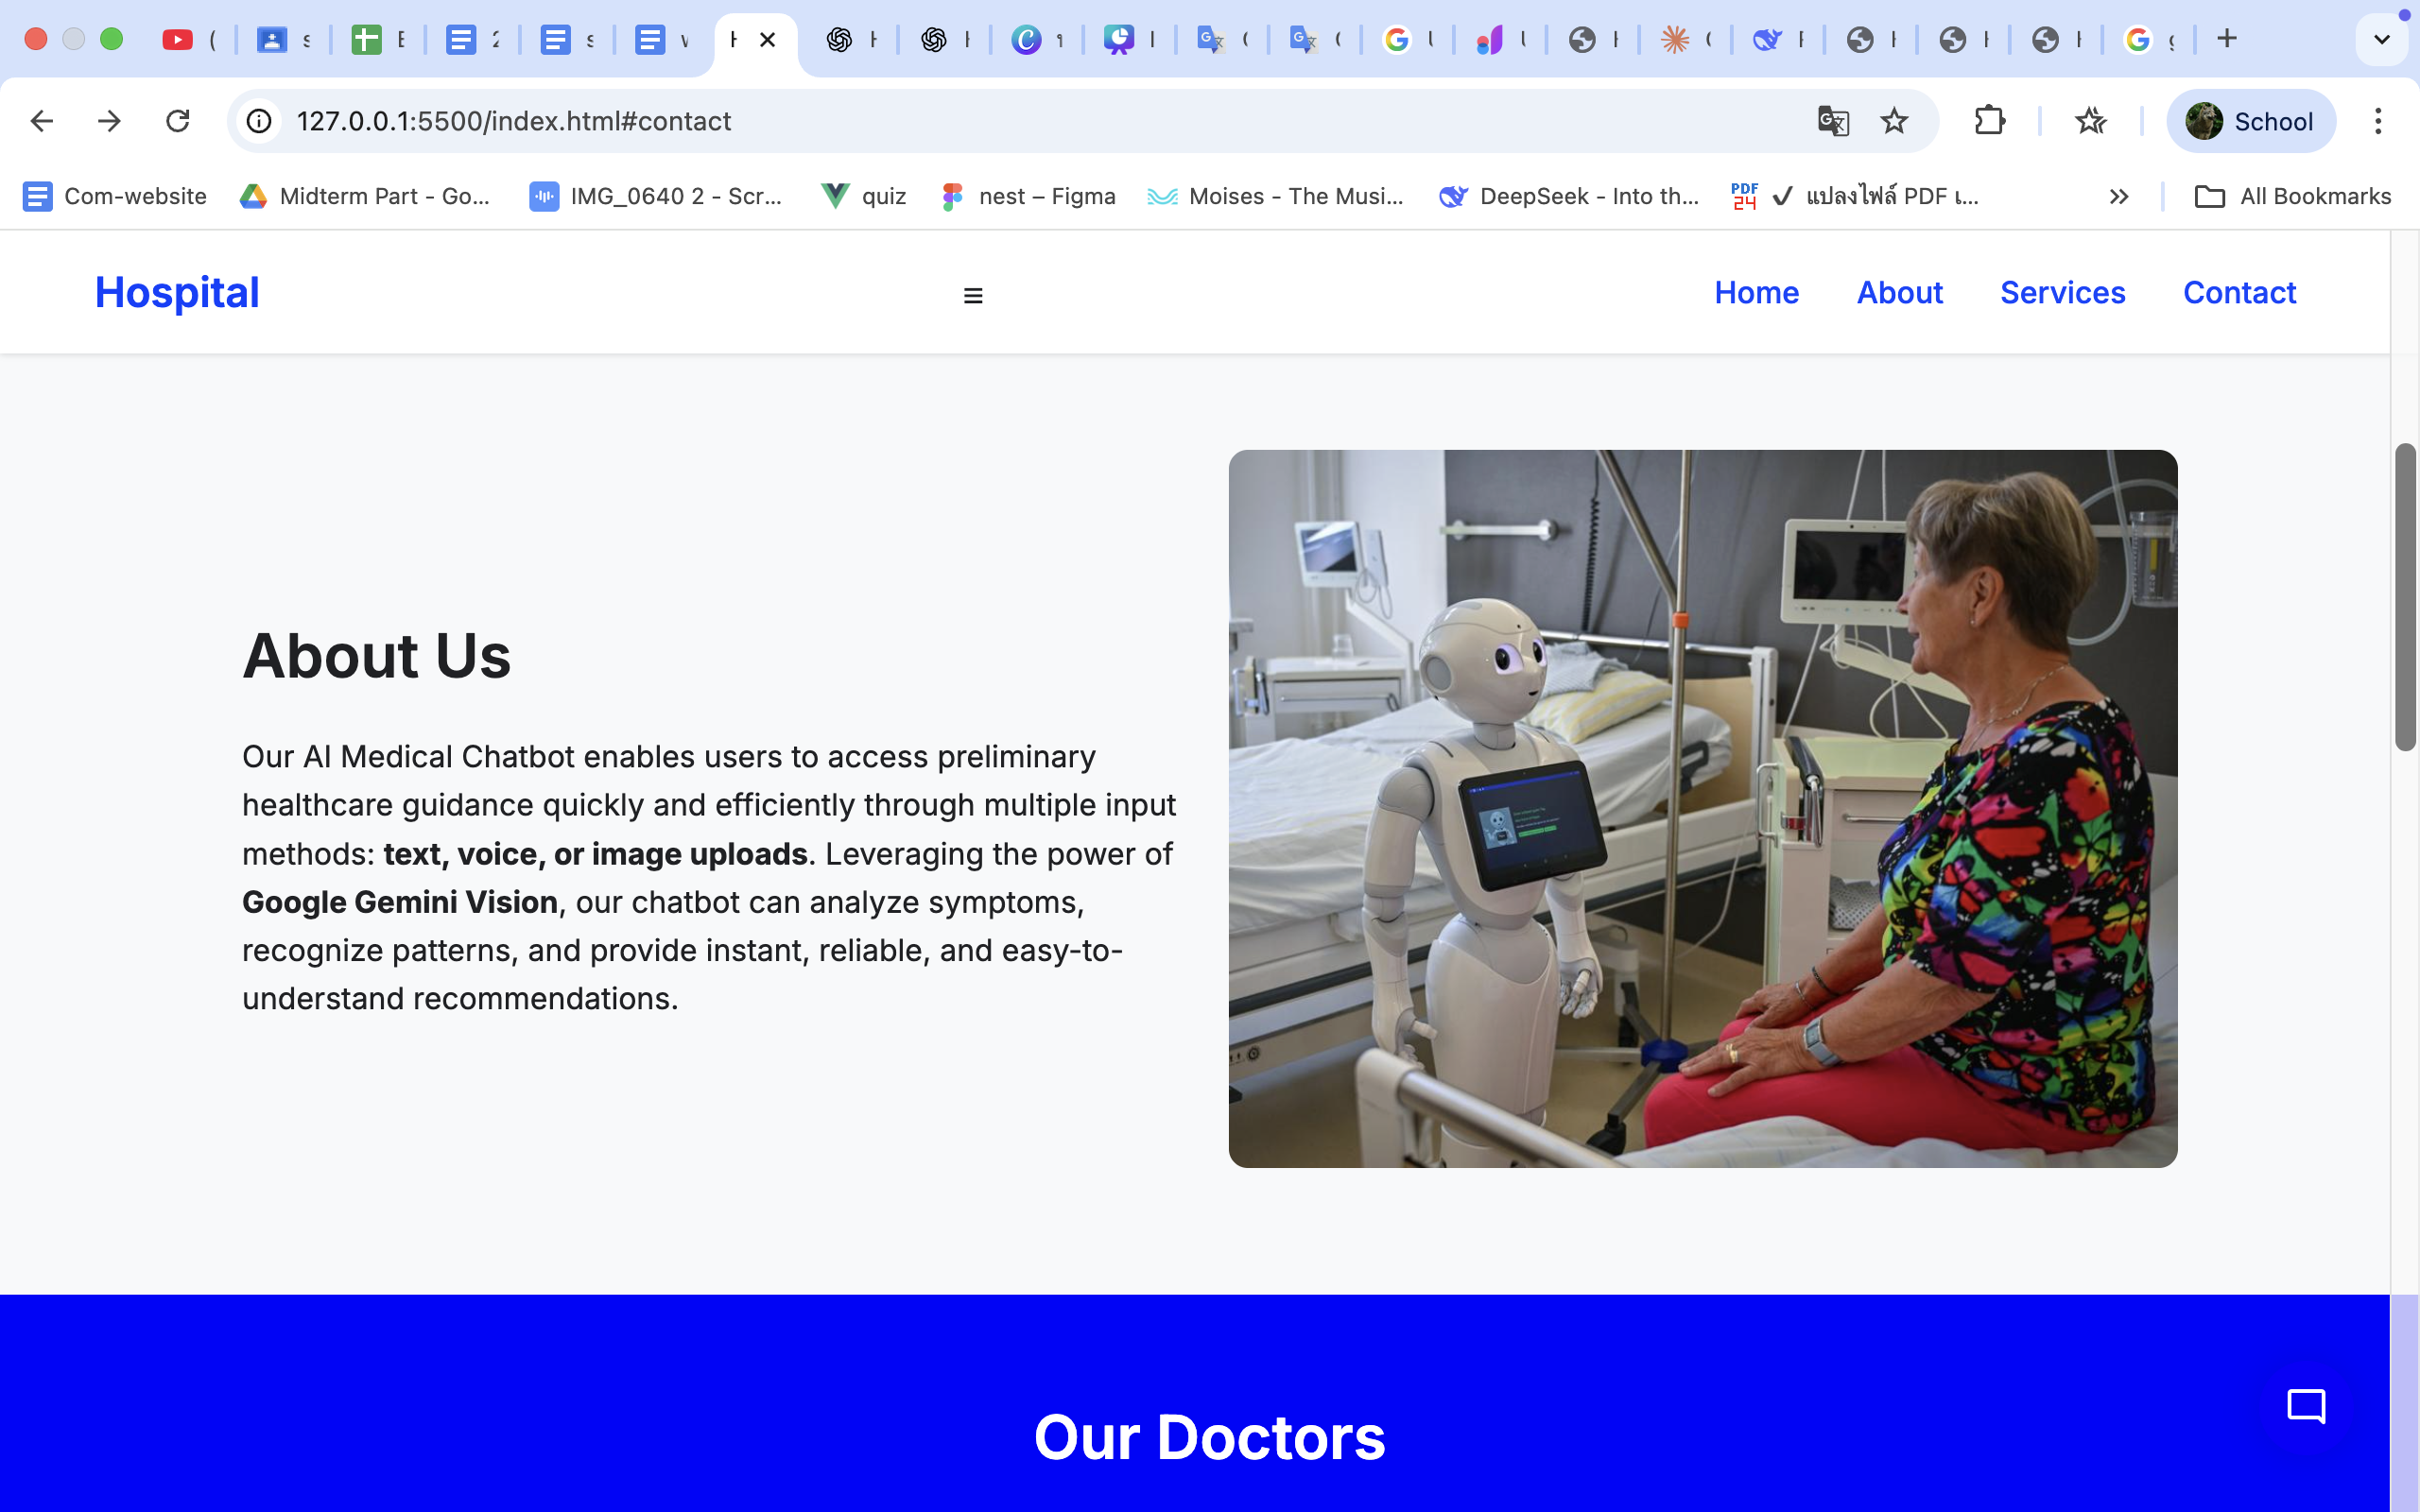 127.0.0.1:5500/index.html#contact
School
Com-website
Midterm Part - Go...
IMG_0640 2 - Scr...
quiz
nest – Figma
Moises - The Musi...
DeepSeek - Into th...
PDF 24 ✓ แปลงไฟล์ PDF เ...
All Bookmarks
Hospital
Home
About
Services
Contact
About Us
Our AI Medical Chatbot enables users to access preliminary
healthcare guidance quickly and efficiently through multiple input
methods: text, voice, or image uploads. Leveraging the power of
Google Gemini Vision, our chatbot can analyze symptoms,
recognize patterns, and provide instant, reliable, and easy-to-
understand recommendations.
Our Doctors